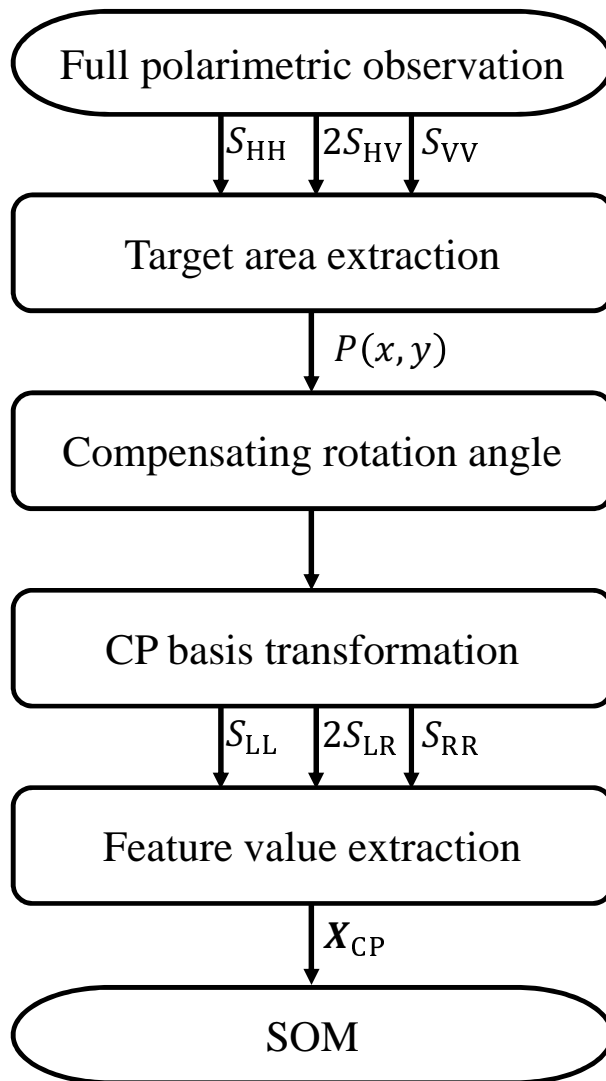 Full polarimetric observation
S_HH 2S_HV S_VV
Target area extraction
P(x, y)
Compensating rotation angle
CP basis transformation
S_LL 2S_LR S_RR
Feature value extraction
X_CP
SOM